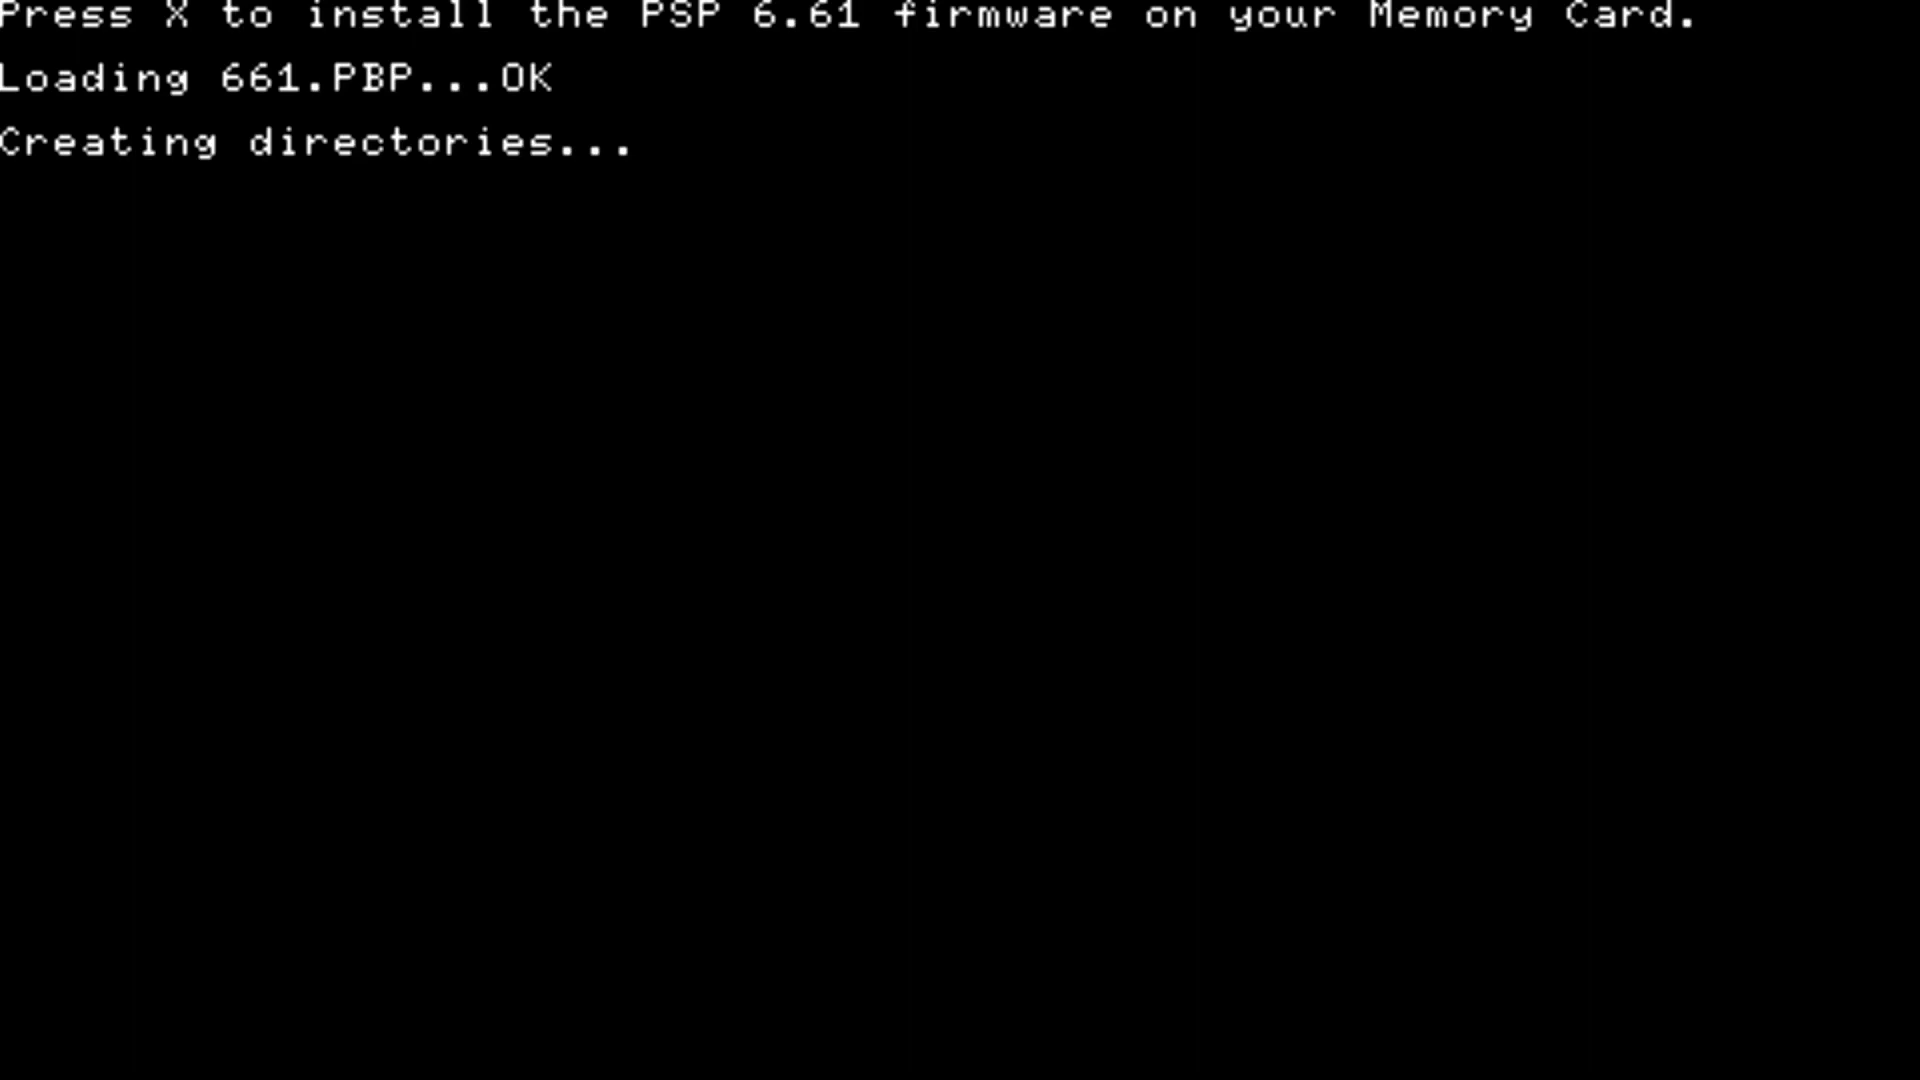 Press X to install the PSP 6.61 firmware on your Memory Card.
Loading 661.PBP...OK
Creating directories...